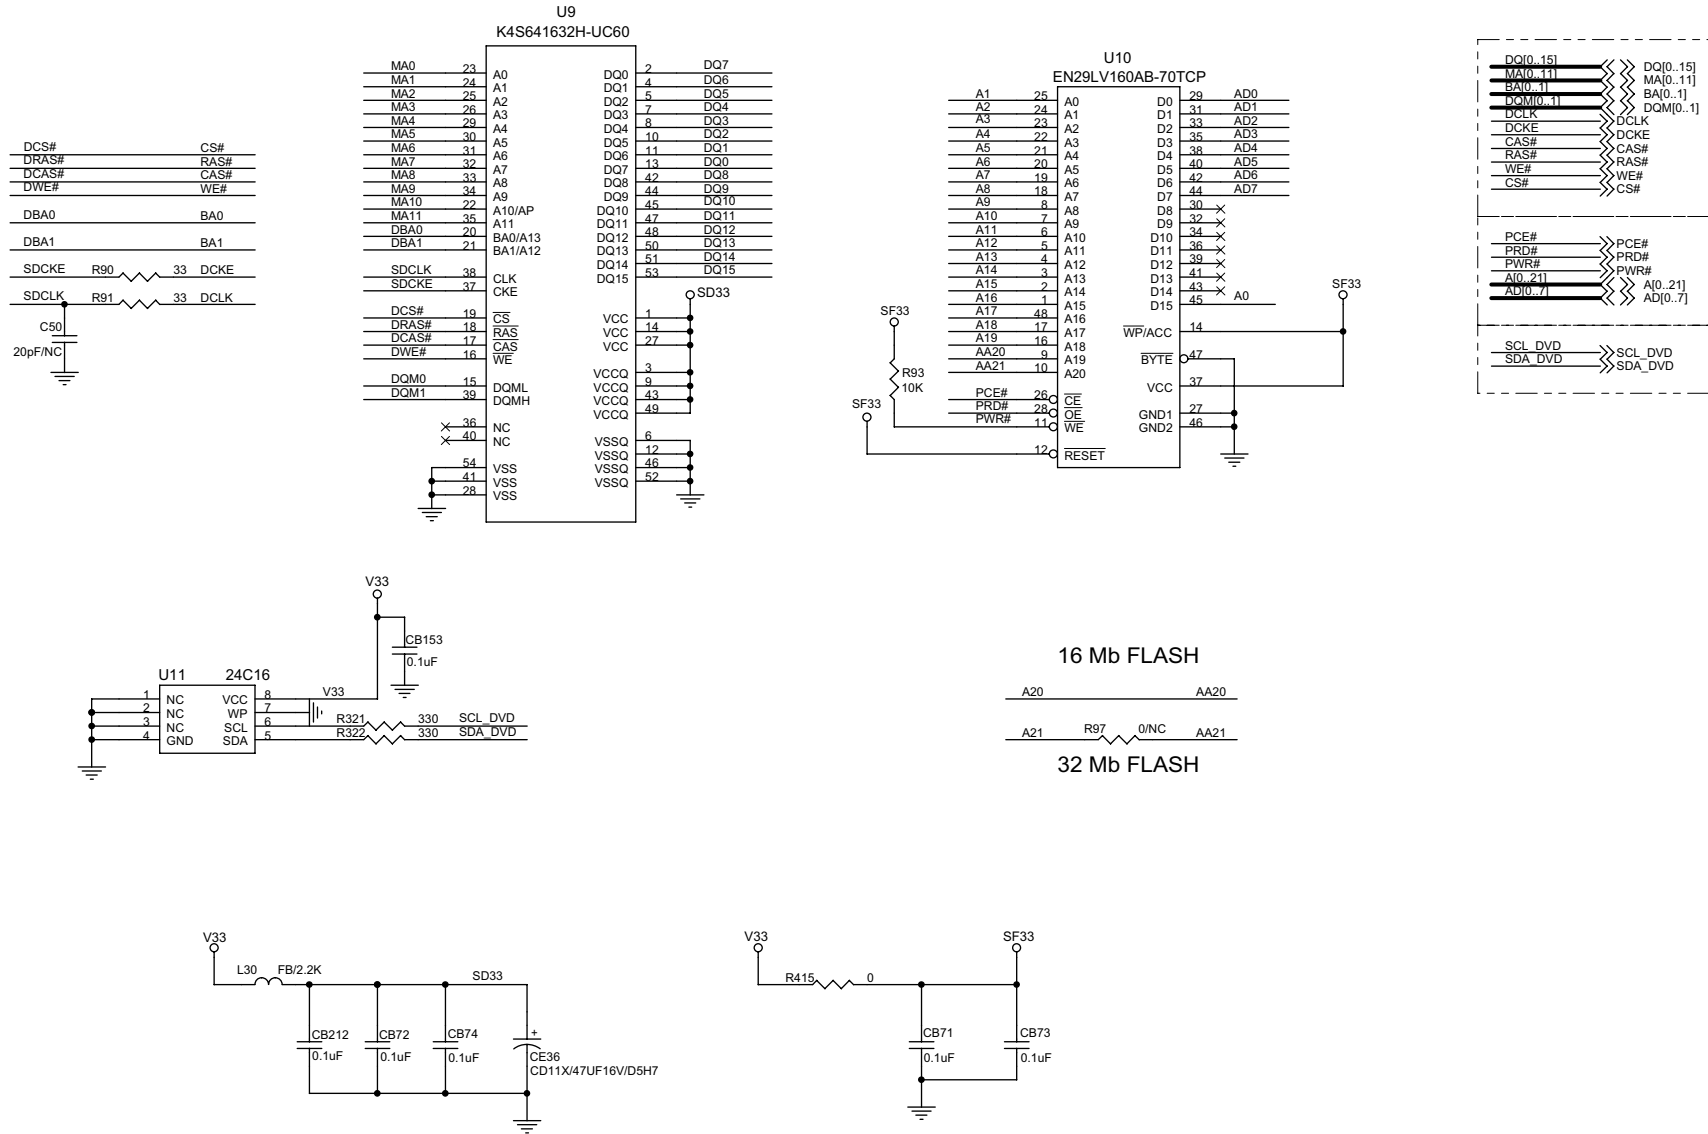 U9
K4S641632H-UC60
MA0 23 A0 DQ0 2 DQ7
MA1 24 A1 DQ1 4 DQ6
MA2 25 A2 DQ2 5 DQ5
MA3 26 A3 DQ3 7 DQ4
MA4 29 A4 DQ4 8 DQ3
MA5 30 A5 DQ5 10 DQ2
MA6 31 A6 DQ6 11 DQ1
MA7 32 A7 DQ7 13 DQ0
MA8 33 A8 DQ8 42 DQ8
MA9 34 A9 DQ9 44 DQ9
MA10 22 A10/AP DQ10 45 DQ10
MA11 35 A11 DQ11 47 DQ11
DBA0 20 BA0/A13 DQ12 48 DQ12
DBA1 21 BA1/A12 DQ13 50 DQ13
DQ14 51 DQ14
SDCLK 38 CLK DQ15 53 DQ15
SDCKE 37 CKE
SD33
DCS# 19 CS VCC 1
DRAS# 18 RAS VCC 14
DCAS# 17 CAS VCC 27
DWE# 16 WE
VCCQ 3
DQM0 15 DQML VCCQ 9
DQM1 39 DQMH VCCQ 43
VCCQ 49
36 NC
40 NC VSSQ 6
VSSQ 12
54 VSS VSSQ 46
41 VSS VSSQ 52
28 VSS
DCS# CS#
DRAS# RAS#
DCAS# CAS#
DWE# WE#
DBA0 BA0
DBA1 BA1
SDCKE R90 33 DCKE
SDCLK R91 33 DCLK
C50
20pF/NC
U10
EN29LV160AB-70TCP
A1 25 A0 D0 29 AD0
A2 24 A1 D1 31 AD1
A3 23 A2 D2 33 AD2
A4 22 A3 D3 35 AD3
A5 21 A4 D4 38 AD4
A6 20 A5 D5 40 AD5
A7 19 A6 D6 42 AD6
A8 18 A7 D7 44 AD7
A9 8 A8 D8 30
A10 7 A9 D9 32
A11 6 A10 D10 34
A12 5 A11 D11 36
A13 4 A12 D12 39
A14 3 A13 D13 41
A15 2 A14 D14 43
A16 1 A15 D15 45 A0
A17 48 A16
A18 17 A17 WP/ACC 14
A19 16 A18
AA20 9 A19 BYTE 47
AA21 10 A20
VCC 37
PCE# 26 CE
PRD# 28 OE GND1 27
PWR# 11 WE GND2 46
12 RESET
SF33
R93
10K
SF33
SF33
DQ[0..15] DQ[0..15]
MA[0..11] MA[0..11]
BA[0..1] BA[0..1]
DQM[0..1] DQM[0..1]
DCLK DCLK
DCKE DCKE
CAS# CAS#
RAS# RAS#
WE# WE#
CS# CS#
PCE# PCE#
PRD# PRD#
PWR# PWR#
A[0..21] A[0..21]
AD[0..7] AD[0..7]
SCL_DVD SCL_DVD
SDA_DVD SDA_DVD
V33
CB153
0.1uF
U11 24C16
1 NC VCC 8 V33
2 NC WP 7
3 NC SCL 6 R321 330 SCL_DVD
4 GND SDA 5 R322 330 SDA_DVD
16 Mb FLASH
A20 AA20
A21 R97 0/NC AA21
32 Mb FLASH
V33
L30 FB/2.2K SD33
CB212
0.1uF
CB72
0.1uF
CB74
0.1uF
+
CE36
CD11X/47UF16V/D5H7
V33 SF33
R415 0
CB71
0.1uF
CB73
0.1uF